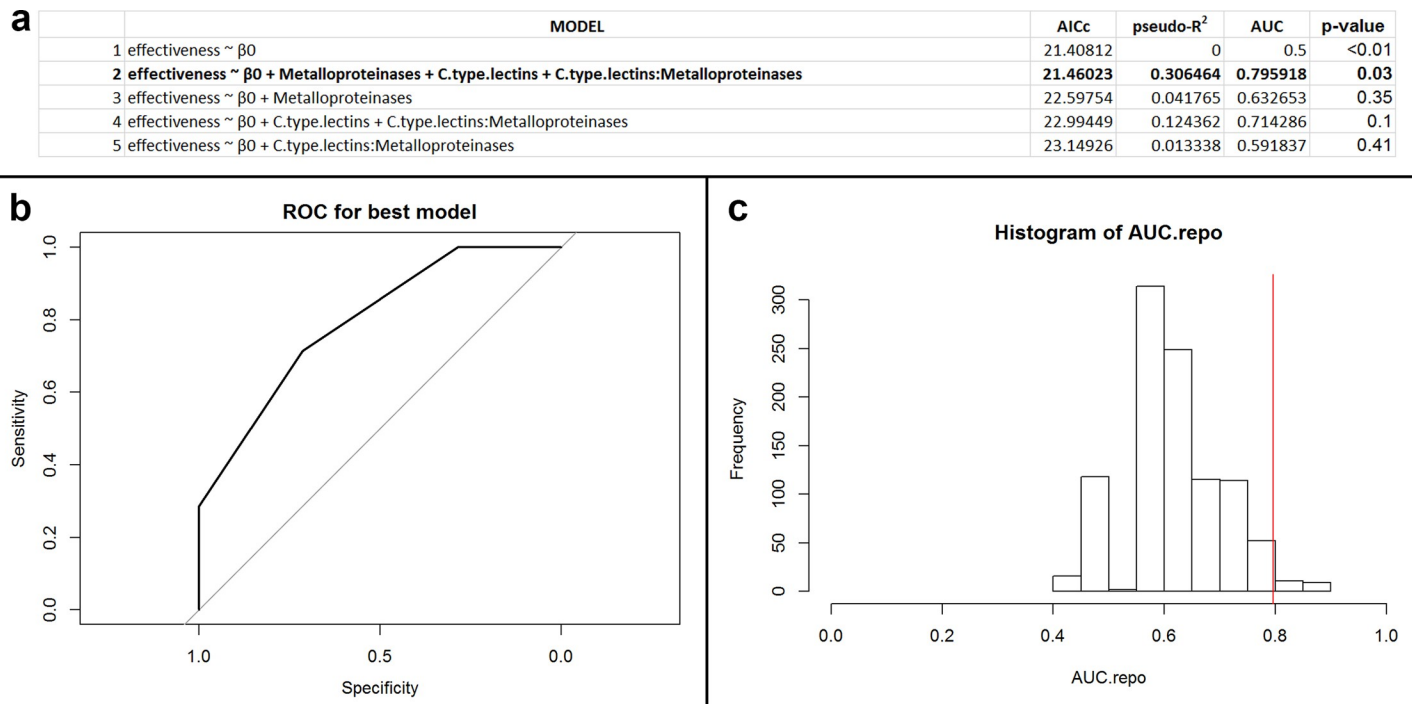 a
MODEL AICc pseudo-R² AUC p-value
1 effectiveness ~ β0 21.40812 0 0.5 <0.01
2 effectiveness ~ β0 + Metalloproteinases + C.type.lectins + C.type.lectins:Metalloproteinases 21.46023 0.306464 0.795918 0.03
3 effectiveness ~ β0 + Metalloproteinases 22.59754 0.041765 0.632653 0.35
4 effectiveness ~ β0 + C.type.lectins + C.type.lectins:Metalloproteinases 22.99449 0.124362 0.714286 0.1
5 effectiveness ~ β0 + C.type.lectins:Metalloproteinases 23.14926 0.013338 0.591837 0.41
b
ROC for best model
Sensitivity
1.0
0.8
0.6
0.4
0.2
0.0
1.0 0.5 0.0
Specificity
c
Histogram of AUC.repo
Frequency
300
250
200
150
100
50
0
0.0 0.2 0.4 0.6 0.8 1.0
AUC.repo